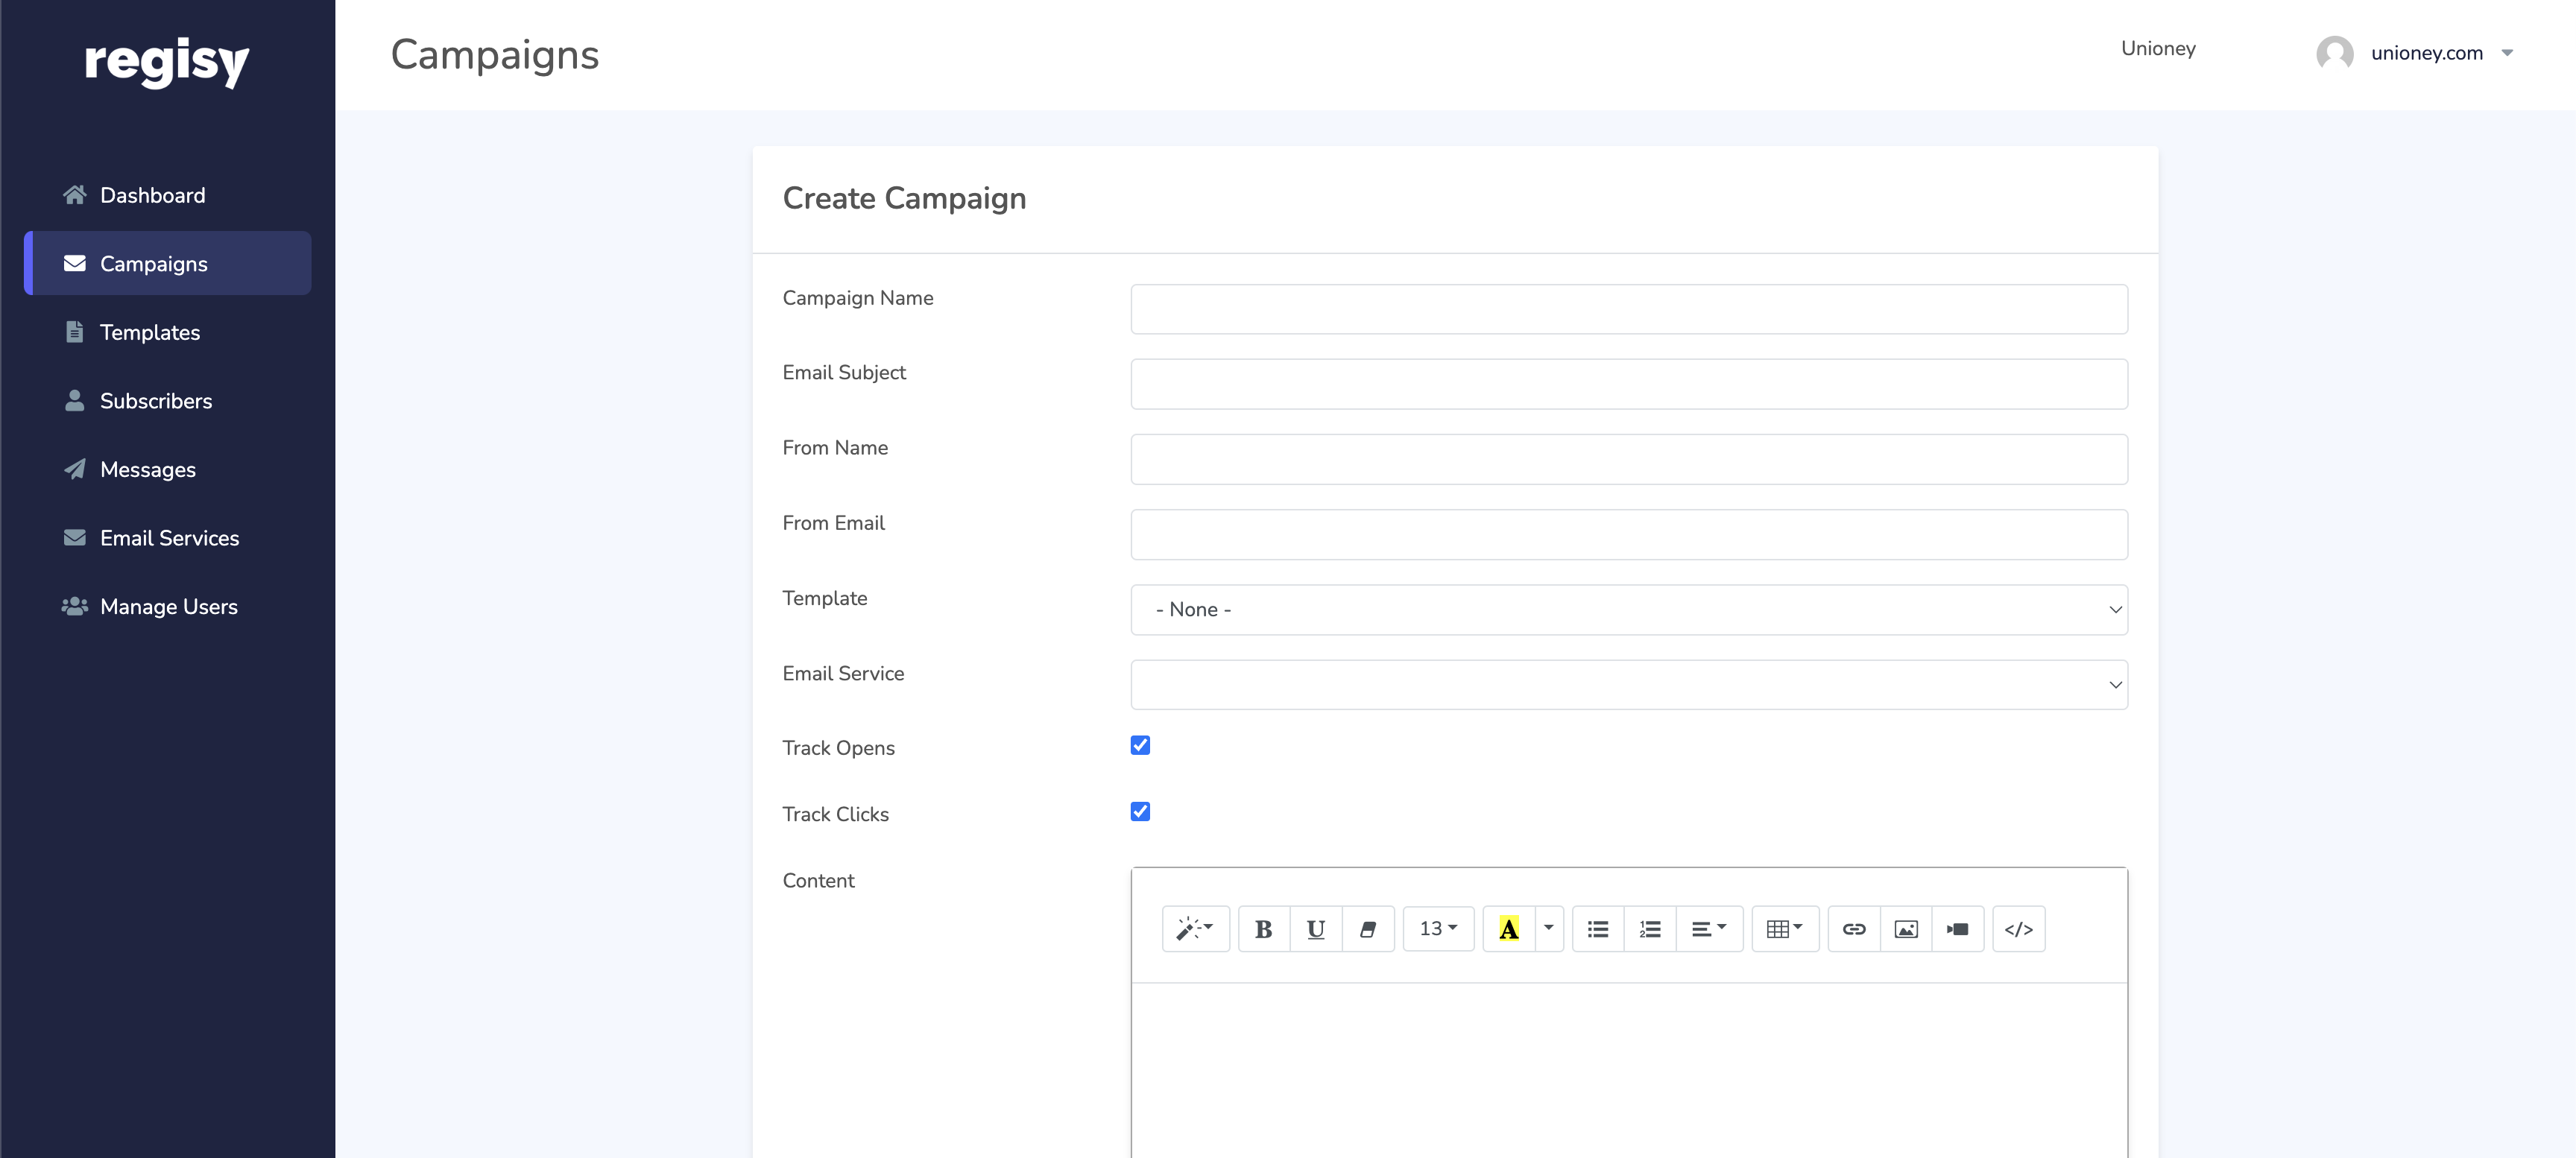 regisy
Dashboard
Campaigns
Templates
Subscribers
Messages
Email Services
Manage Users
Campaigns
Unioney
unioney.com
Create Campaign
Campaign Name
Email Subject
From Name
From Email
Template
- None -
Email Service
Track Opens
Track Clicks
Content
B U 13 A </>